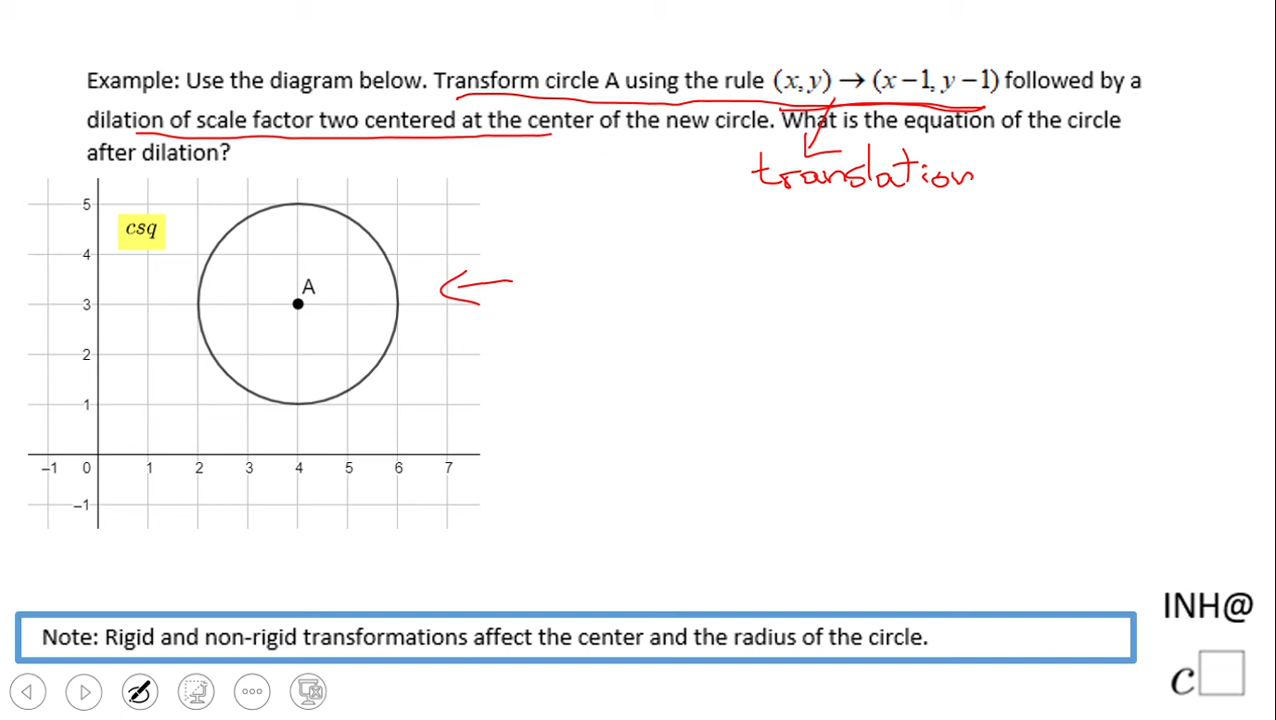 Example: Use the diagram below. Transform circle A using the rule (x, y) → (x − 1, y − 1) followed by a
dilation of scale factor two centered at the center of the new circle. What is the equation of the circle
after dilation?
translation
5
csq
4
A
3
2
1
−1 0 1 2 3 4 5 6 7
−1
INH@
Note: Rigid and non-rigid transformations affect the center and the radius of the circle.
c